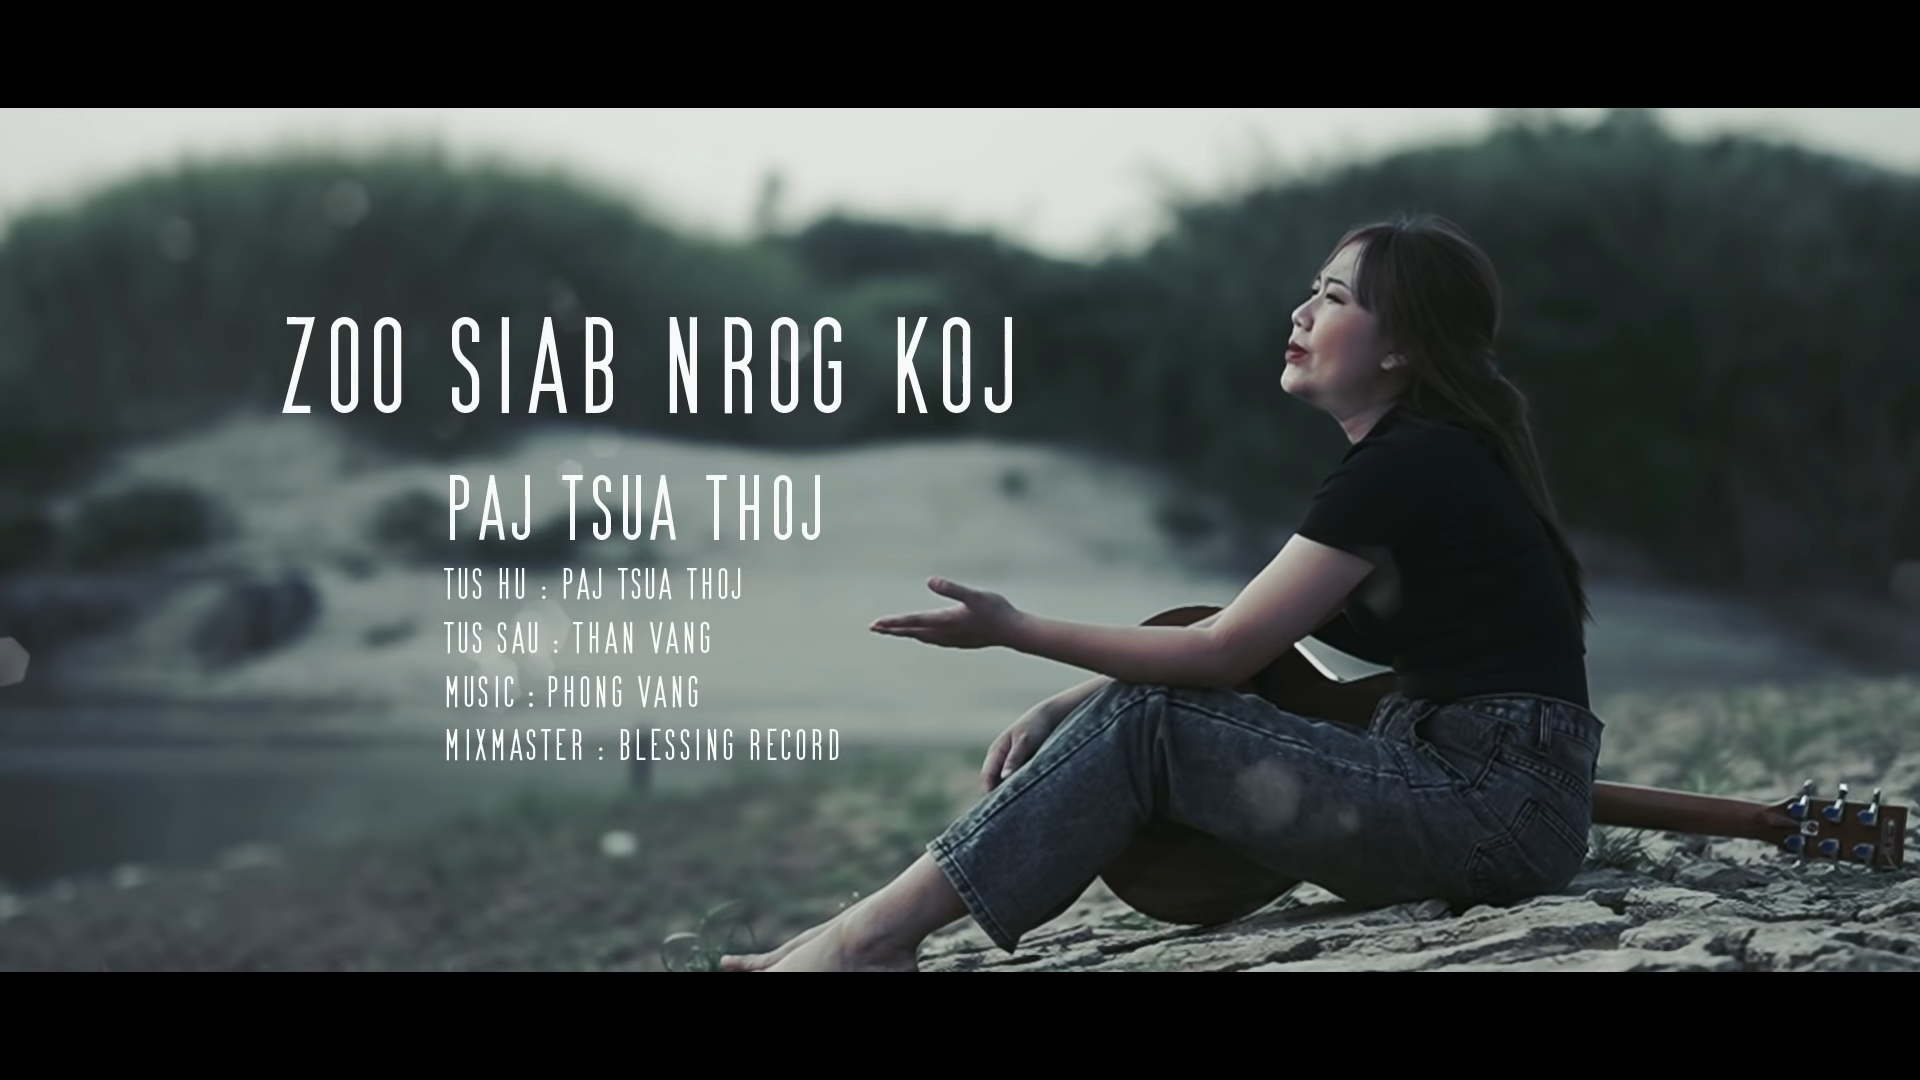 ZOO SIAB NROG KOJ
PAJ TSUA THOJ
TUS HU : PAJ TSUA THOJ
TUS SAU : THAN VANG
MUSIC : PHONG VANG
MIXMASTER : BLESSING RECORD